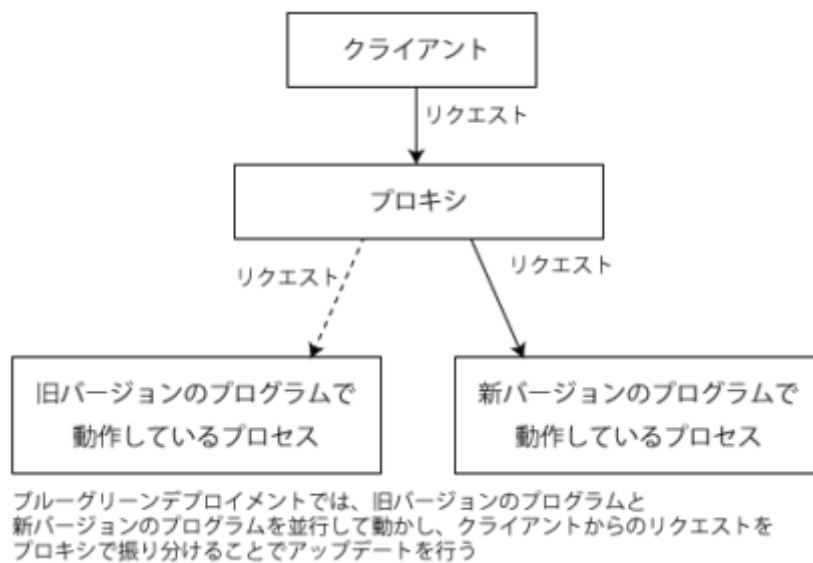 クライアント
リクエスト
プロキシ
リクエスト
リクエスト
旧バージョンのプログラムで
動作しているプロセス
新バージョンのプログラムで
動作しているプロセス
ブルーグリーンデプロイメントでは、旧バージョンのプログラムと
新バージョンのプログラムを並行して動かし、クライアントからのリクエストを
プロキシで振り分けることでアップデートを行う